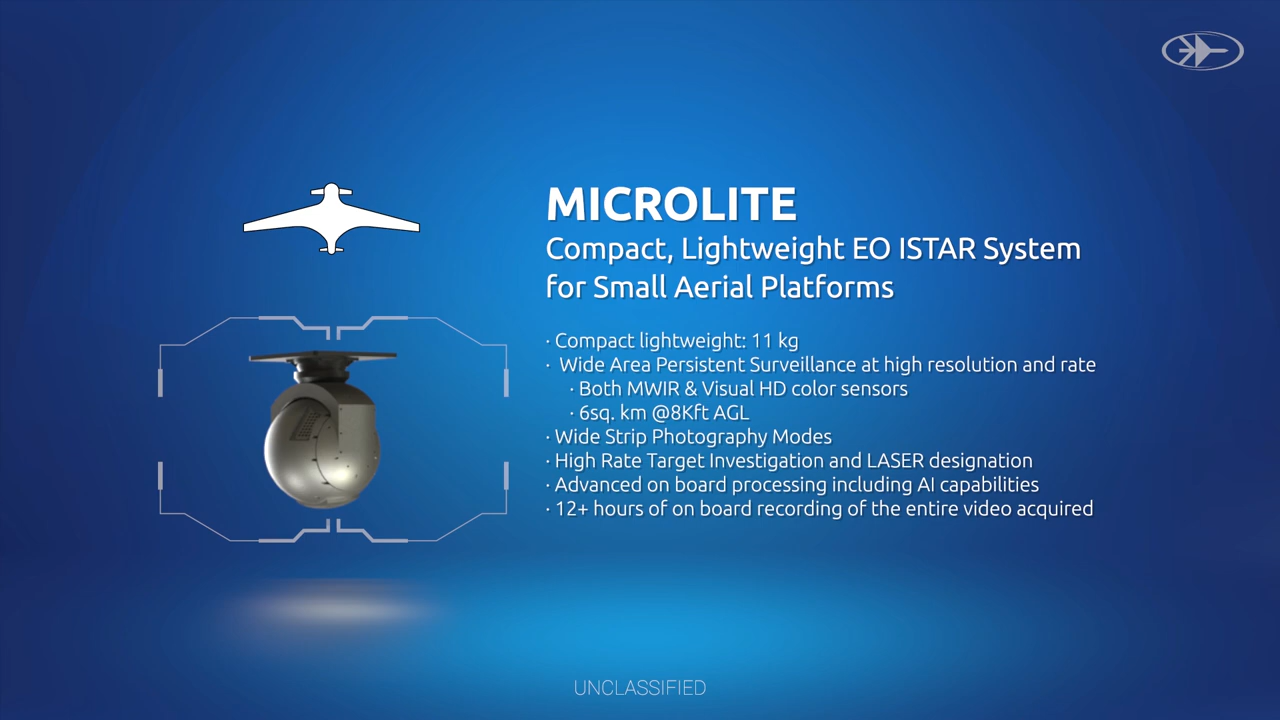 MICROLITE
Compact, Lightweight EO ISTAR System
for Small Aerial Platforms
· Compact lightweight: 11 kg
· Wide Area Persistent Surveillance at high resolution and rate
· Both MWIR & Visual HD color sensors
· 6sq. km @8Kft AGL
· Wide Strip Photography Modes
· High Rate Target Investigation and LASER designation
· Advanced on board processing including AI capabilities
· 12+ hours of on board recording of the entire video acquired
UNCLASSIFIED